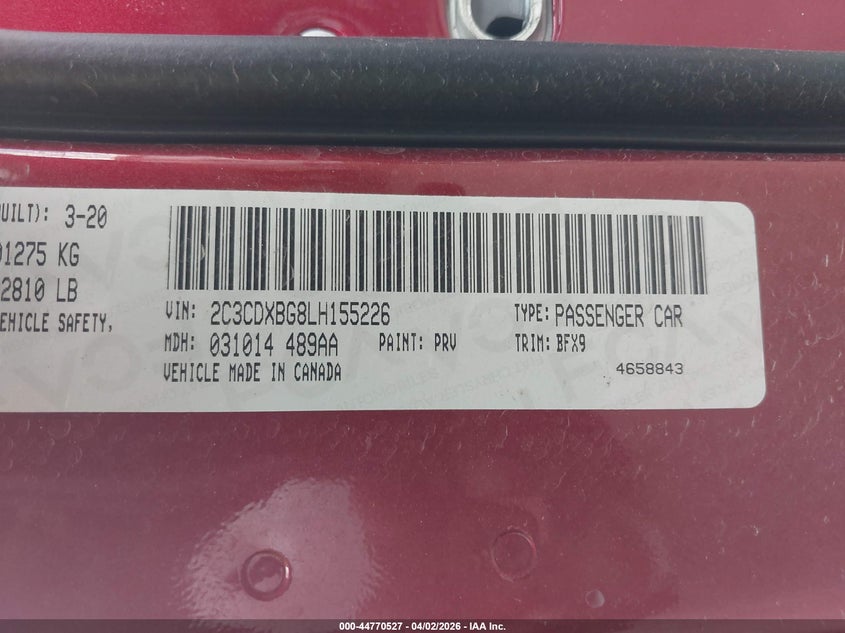 UILT): 3-20
01275 KG
2810 LB
EHICLE SAFETY,
VIN: 2C3CDXBG8LH155226 TYPE: PASSENGER CAR
MDH: 031014 489AA PAINT: PRV TRIM: BFX9
VEHICLE MADE IN CANADA 4658843
000-44770527 - 04/02/2026 - IAA Inc.